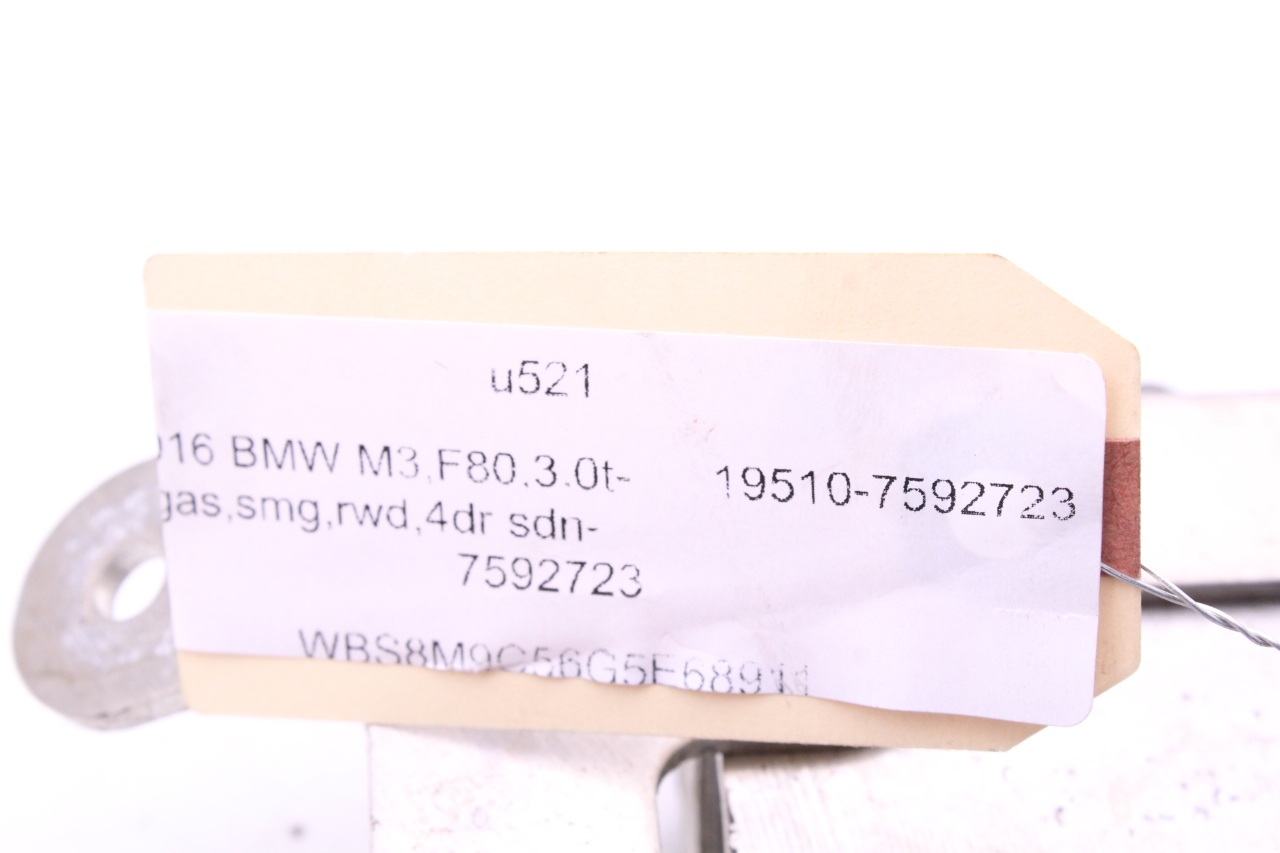 u521
016 BMW M3,F80,3.0t-
gas,smg,rwd,4dr sdn-
7592723
19510-7592723